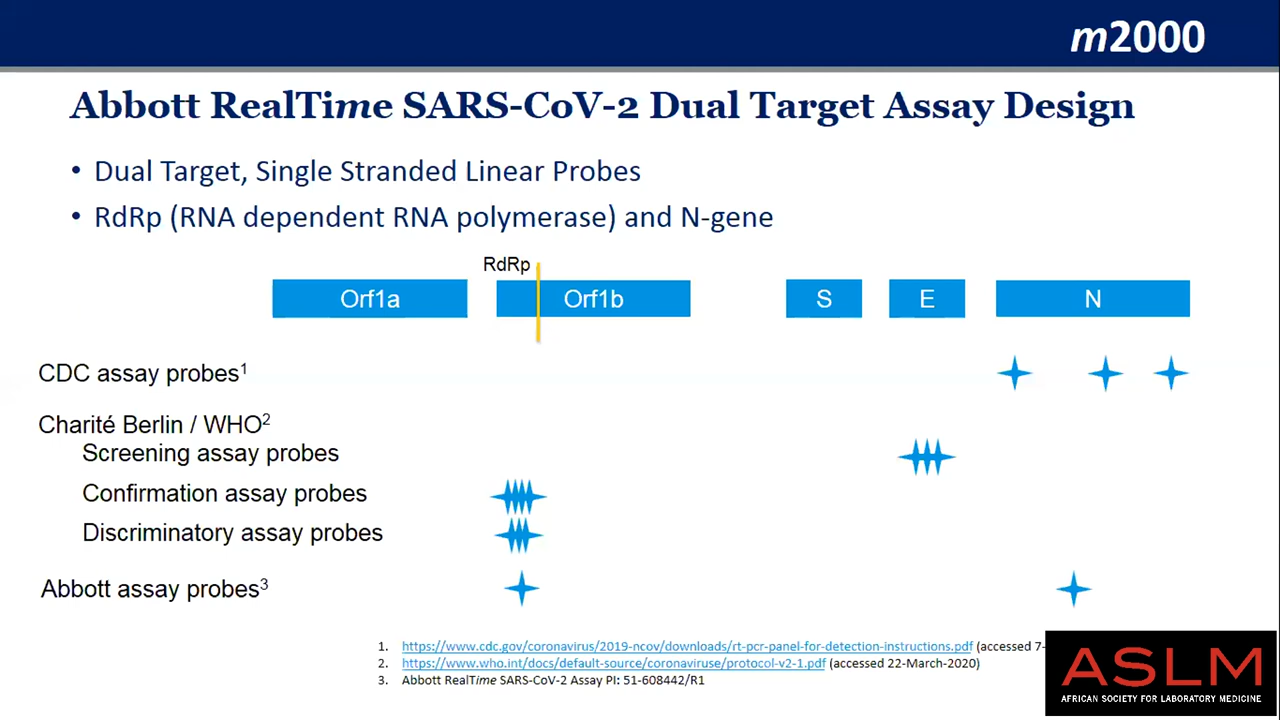 m2000
Abbott RealTime SARS-CoV-2 Dual Target Assay Design
• Dual Target, Single Stranded Linear Probes
• RdRp (RNA dependent RNA polymerase) and N-gene
RdRp
Orf1a Orf1b S E N
CDC assay probes1
Charité Berlin / WHO2
Screening assay probes
Confirmation assay probes
Discriminatory assay probes
Abbott assay probes3
1. https://www.cdc.gov/coronavirus/2019-ncov/downloads/rt-pcr-panel-for-detection-instructions.pdf (accessed 7-
2. https://www.who.int/docs/default-source/coronaviruse/protocol-v2-1.pdf (accessed 22-March-2020)
3. Abbott RealTime SARS-CoV-2 Assay PI: 51-608442/R1
ASLM
AFRICAN SOCIETY FOR LABORATORY MEDICINE